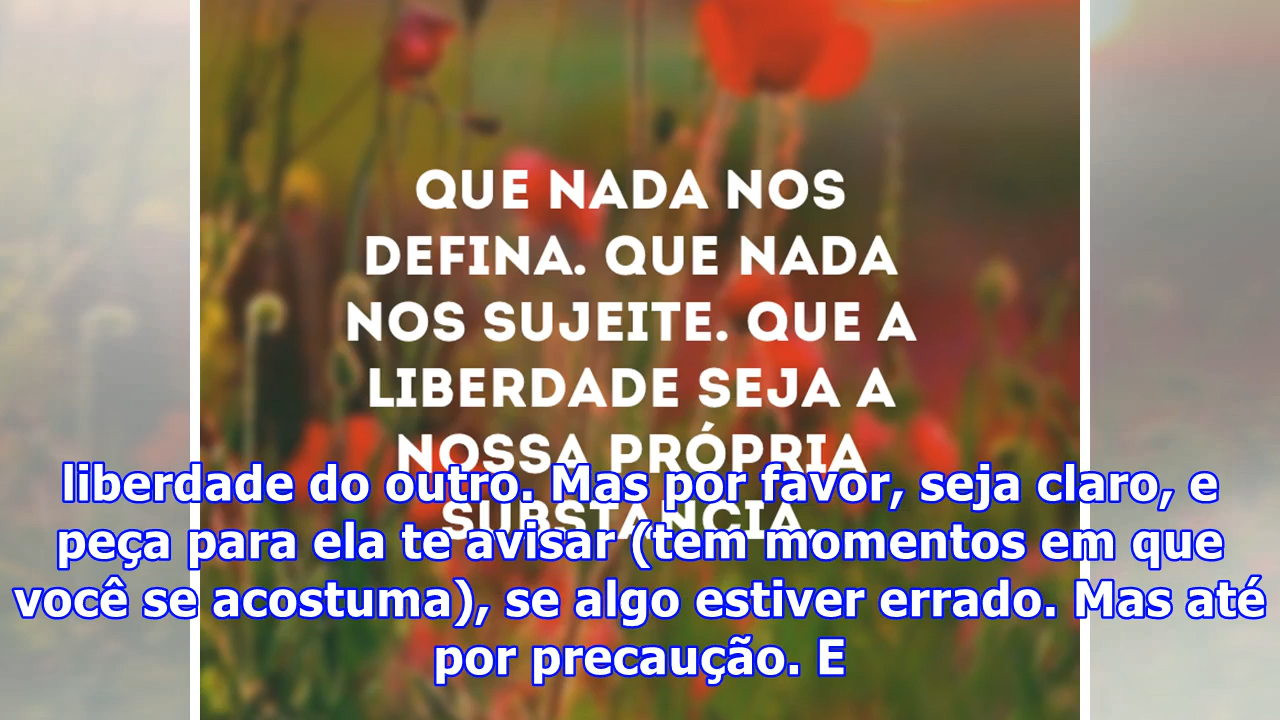 QUE NADA NOS
DEFINA. QUE NADA
NOS SUJEITE. QUE A
LIBERDADE SEJA A
NOSSA PRÓPRIA
SUBSTÂNCIA.
liberdade do outro. Mas por favor, seja claro, e
peça para ela te avisar (tem momentos em que
você se acostuma), se algo estiver errado. Mas até
por precaução. E